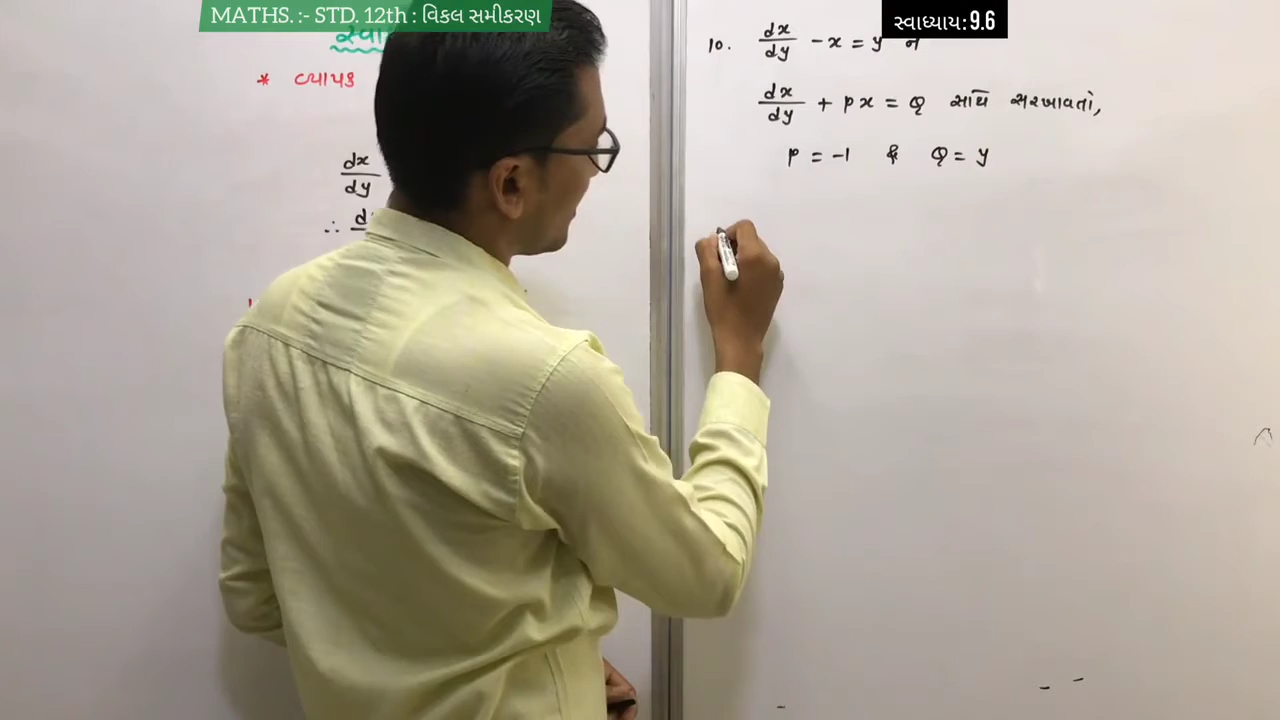 MATHS. :- STD. 12th : વિકલ સમીકરણ
સ્વાધ્યાય: 9.6
* વ્યાપક
dx/dy
∴
10. dx/dy - x = y ને
dx/dy + px = Q સાથે સરખાવતાં,
p = -1 & Q = y